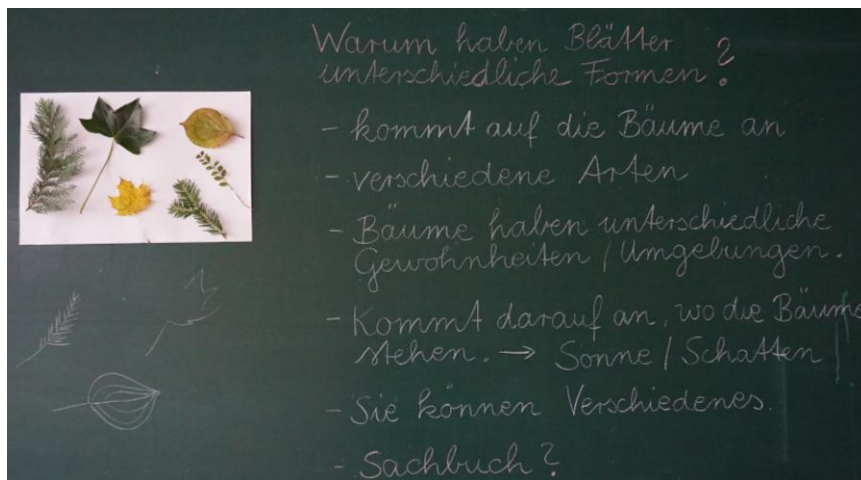 Warum haben Blätter
unterschiedliche Formen?
- kommt auf die Bäume an
- verschiedene Arten
- Bäume haben unterschiedliche
Gewohnheiten / Umgebungen.
- Kommt darauf an, wo die Bäume
stehen. → Sonne / Schatten
- Sie können Verschiedenes.
- Sachbuch?